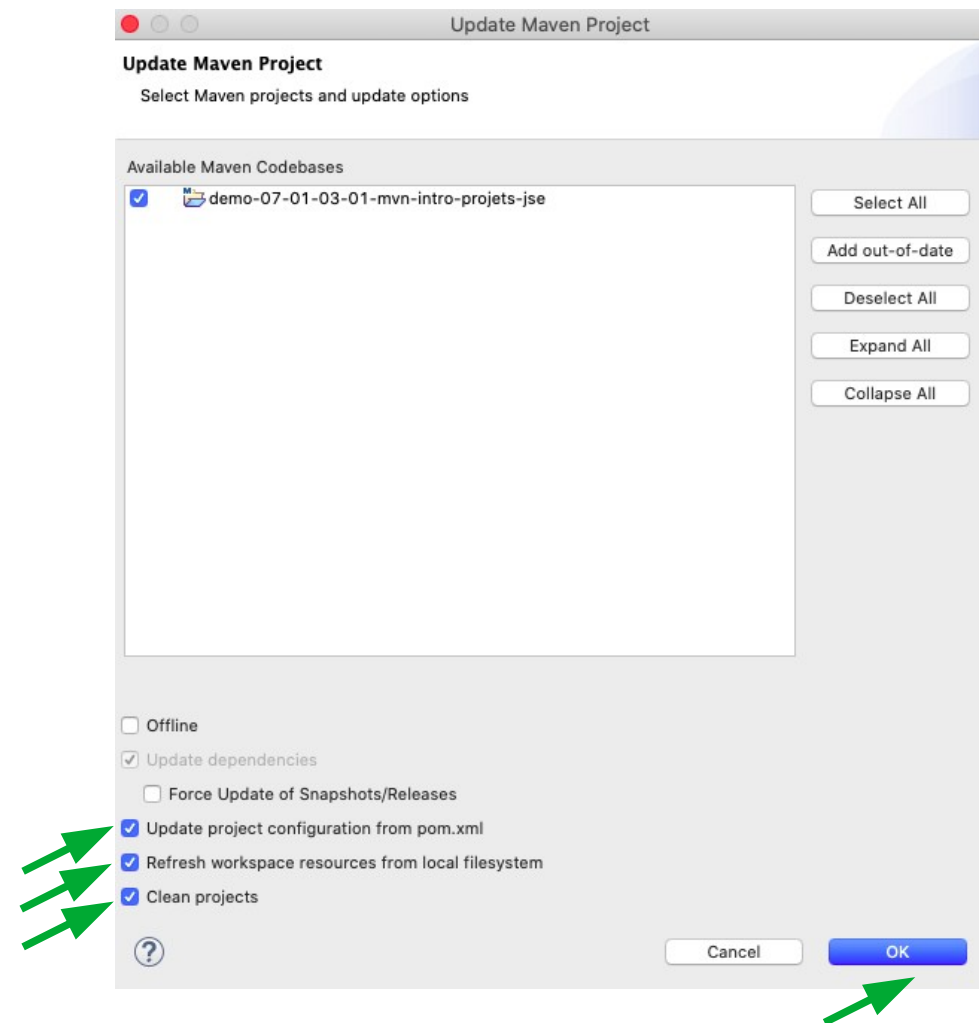 Update Maven Project
Update Maven Project
Select Maven projects and update options
Available Maven Codebases
demo-07-01-03-01-mvn-intro-projets-jse
Select All
Add out-of-date
Deselect All
Expand All
Collapse All
Offline
Update dependencies
Force Update of Snapshots/Releases
Update project configuration from pom.xml
Refresh workspace resources from local filesystem
Clean projects
?
Cancel
OK